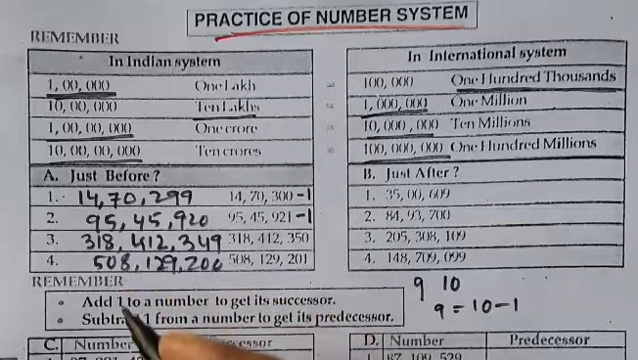 PRACTICE OF NUMBER SYSTEM
REMEMBER
In Indian system
1,00,000 One Lakh
10,00,000 Ten Lakhs
1,00,00,000 One crore
10,00,00,000 Ten crores
In International system
100,000 One Hundred Thousands
1,000,000 One Million
10,000,000 Ten Millions
100,000,000 One Hundred Millions
A. Just Before ?
1. 14,70,299 14, 70, 300 -1
2. 95,45,920 95, 45, 921 -1
3. 318,412,349 318, 412, 350
4. 508,129,200 508, 129, 201
B. Just After ?
1. 35, 00, 609
2. 84, 93, 700
3. 205, 308, 109
4. 148, 709, 099
REMEMBER
Add 1 to a number to get its successor.
Subtract 1 from a number to get its predecessor.
9 10
9 = 10-1
C. Number
D. Number Predecessor
1. 87, 109, 529